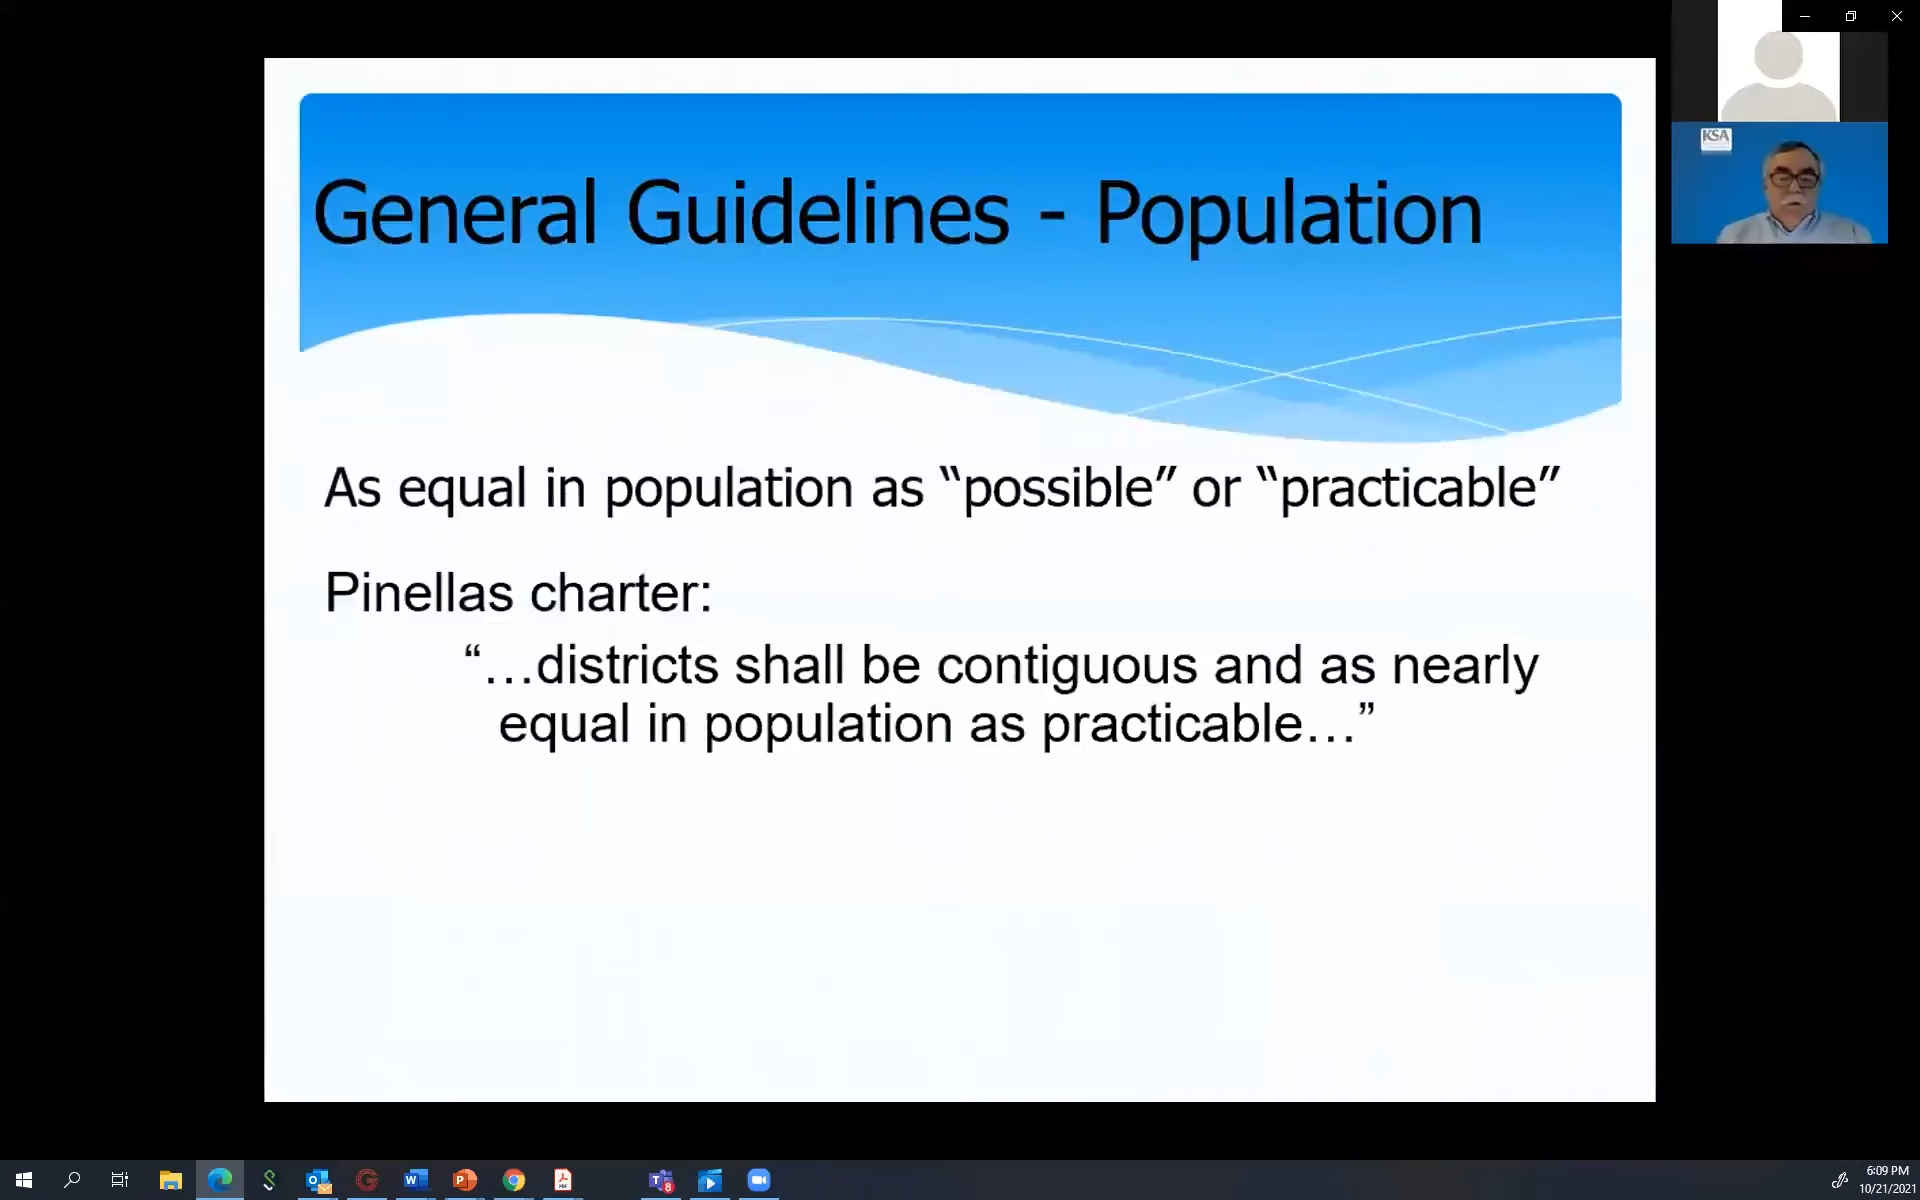 KSA
General Guidelines - Population
As equal in population as “possible” or “practicable”
Pinellas charter:
“…districts shall be contiguous and as nearly
equal in population as practicable…”
6:09 PM
10/21/2021